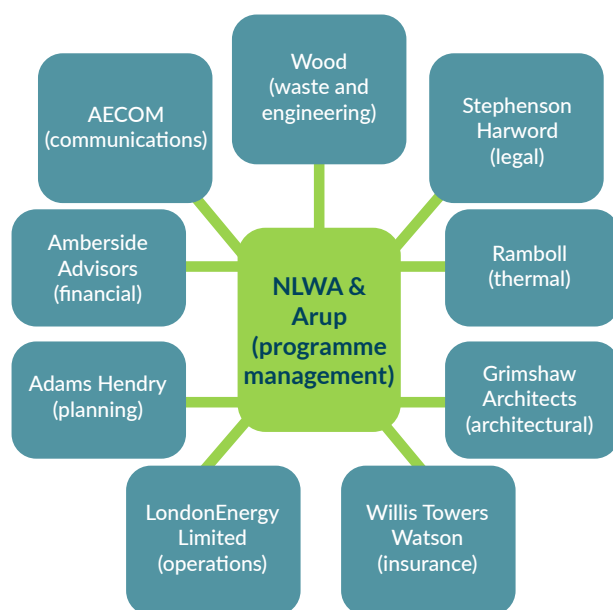 Wood
(waste and
engineering)
AECOM
(communications)
Stephenson
Harword
(legal)
Amberside
Advisors
(financial)
NLWA &
Arup
(programme
management)
Ramboll
(thermal)
Adams Hendry
(planning)
Grimshaw
Architects
(architectural)
LondonEnergy
Limited
(operations)
Willis Towers
Watson
(insurance)